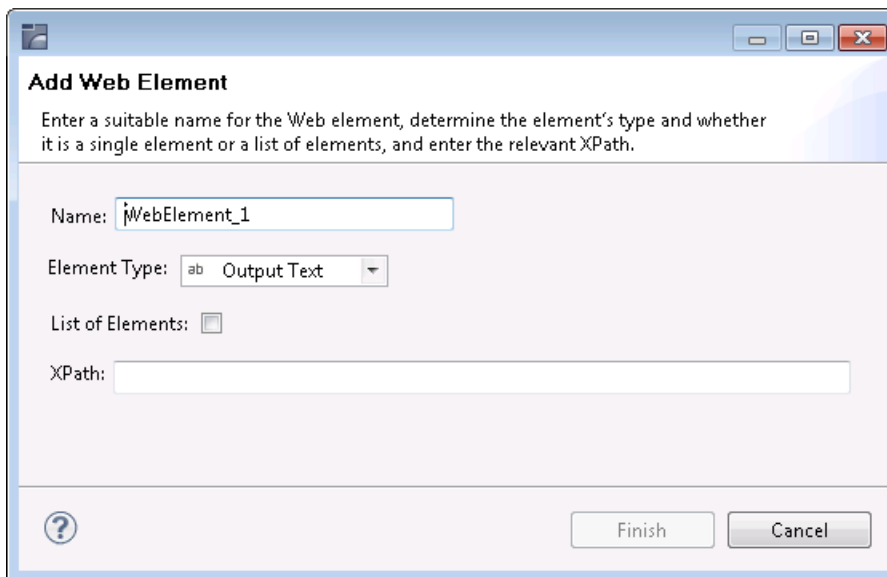 Add Web Element
Enter a suitable name for the Web element, determine the element's type and whether
it is a single element or a list of elements, and enter the relevant XPath.
Name: WebElement_1
Element Type: ab Output Text
List of Elements:
XPath:
?
Finish Cancel